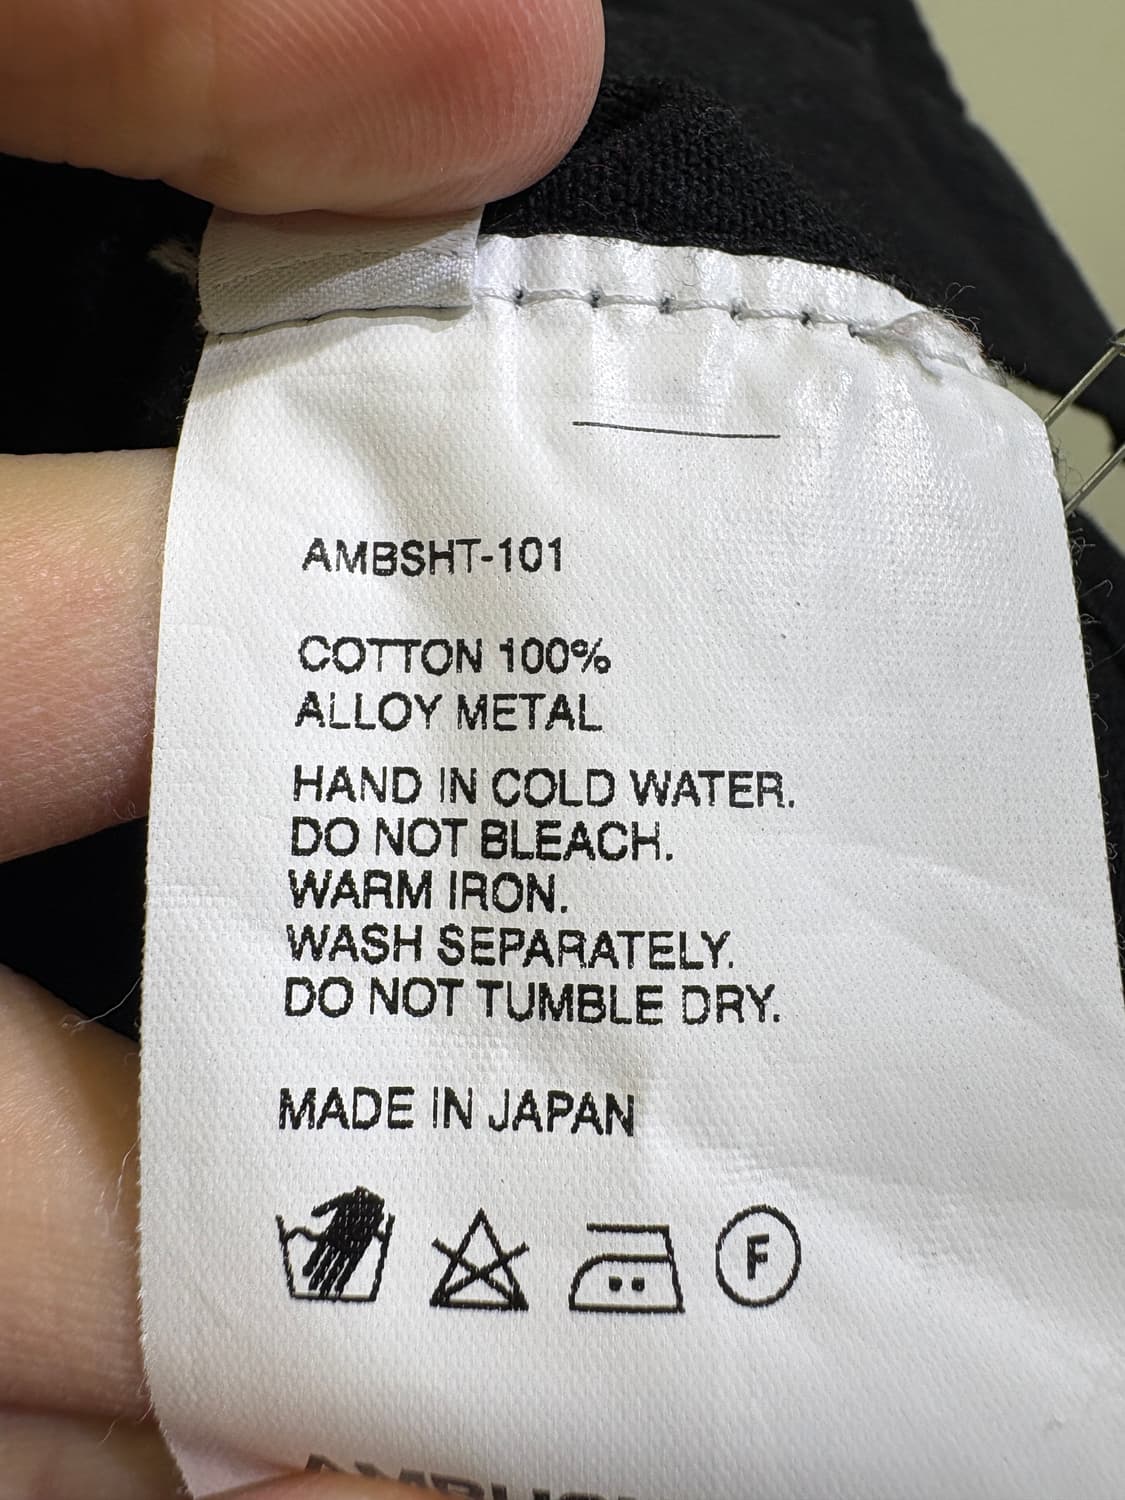 AMBSHT-101
COTTON 100%
ALLOY METAL
HAND IN COLD WATER.
DO NOT BLEACH.
WARM IRON.
WASH SEPARATELY.
DO NOT TUMBLE DRY.
MADE IN JAPAN
F